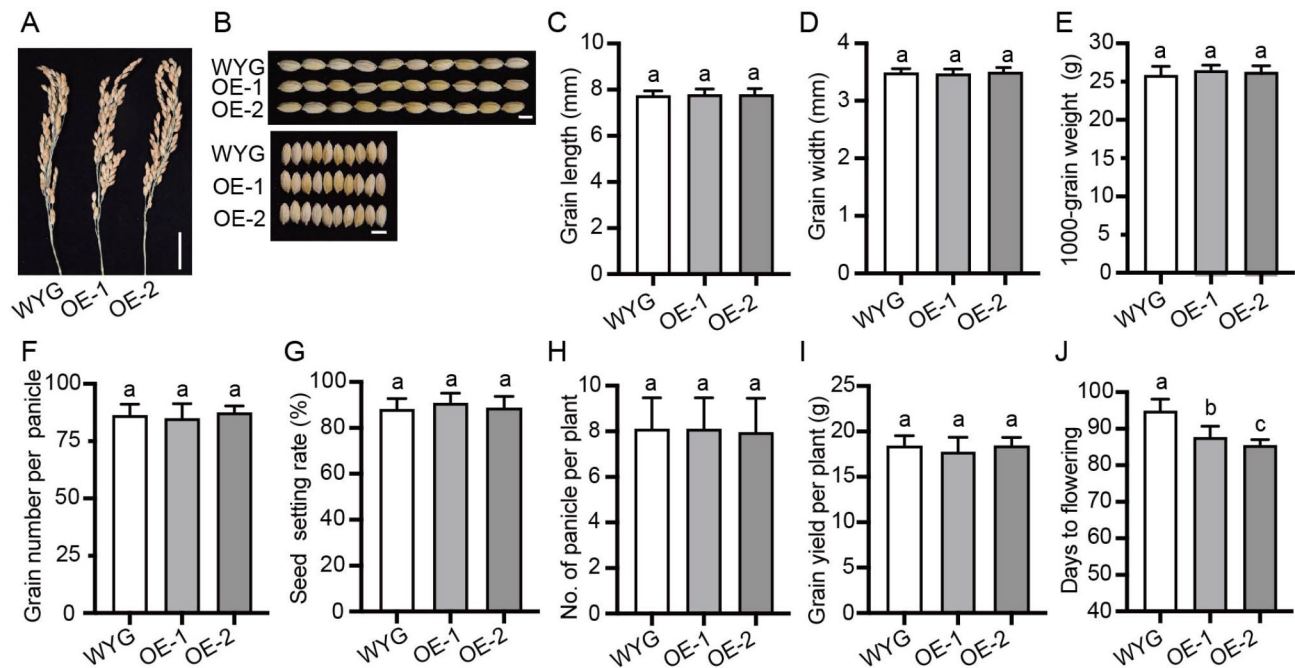 A
WYG
OE-1
OE-2
B
WYG
OE-1
OE-2
WYG
OE-1
OE-2
C
Grain length (mm)
10
8
6
4
2
0
a
a
a
WYG
OE-1
OE-2
D
Grain width (mm)
4
3
2
1
0
a
a
a
WYG
OE-1
OE-2
E
1000-grain weight (g)
30
25
20
15
10
5
0
a
a
a
WYG
OE-1
OE-2
F
Grain number per panicle
100
75
50
25
0
a
a
a
WYG
OE-1
OE-2
G
Seed setting rate (%)
100
80
60
40
20
0
a
a
a
WYG
OE-1
OE-2
H
No. of panicle per plant
10
8
6
4
2
0
a
a
a
WYG
OE-1
OE-2
I
Grain yield per plant (g)
25
20
15
10
5
0
a
a
a
WYG
OE-1
OE-2
J
Days to flowering
100
90
80
70
60
50
40
a
b
c
WYG
OE-1
OE-2